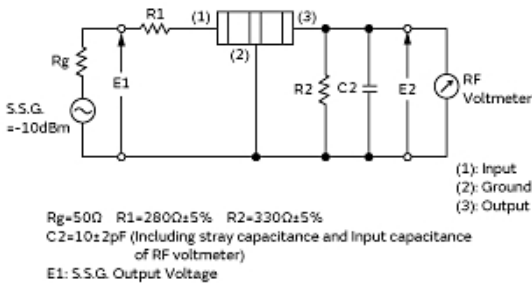 R1
(1)
(3)
(2)
Rg
E1
R2
C2
E2
RF
Voltmeter
S.S.G.
=-10dBm
(1): Input
(2): Ground
(3): Output
Rg=50Ω R1=280Ω±5% R2=330Ω±5%
C2=10±2pF (Including stray capacitance and Input capacitance
of RF voltmeter)
E1: S.S.G. Output Voltage